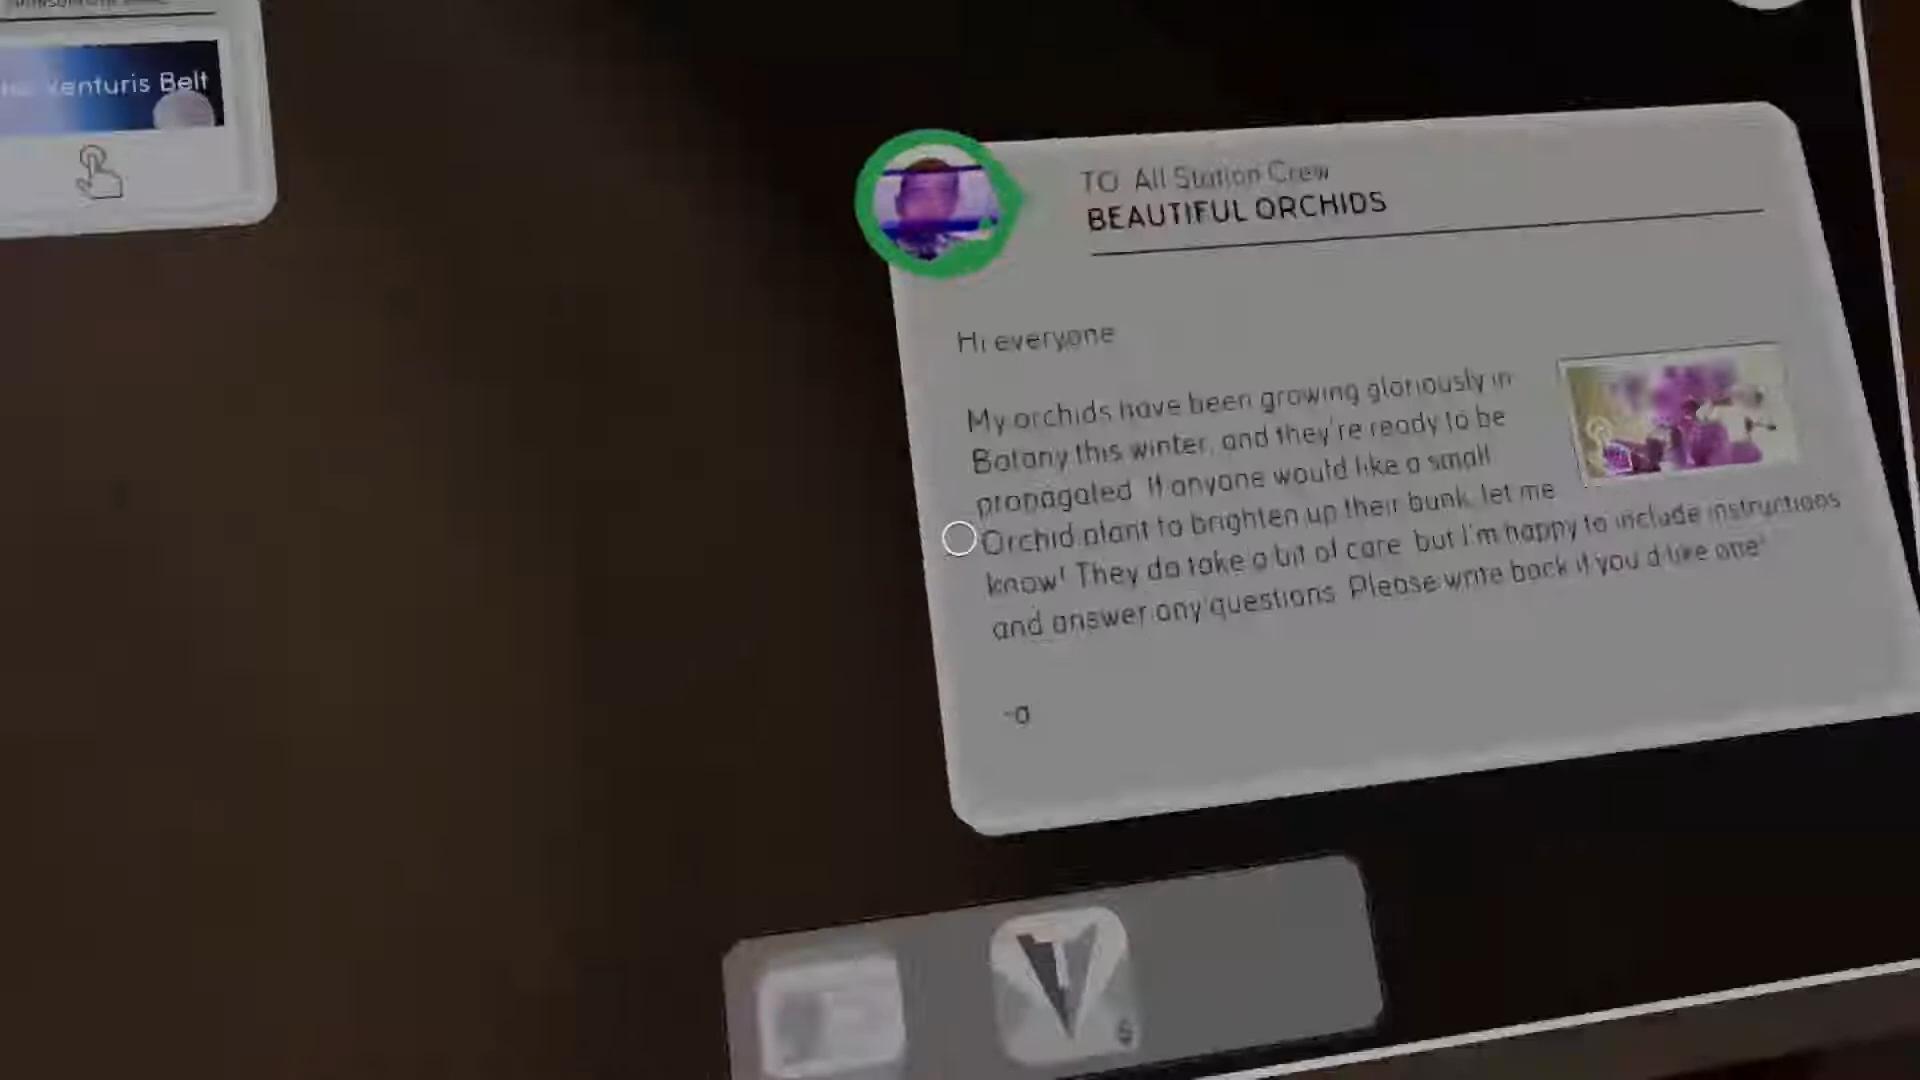 Venturis Belt
TO: All Station Crew
BEAUTIFUL ORCHIDS
Hi everyone
My orchids have been growing gloriously in
Botany this winter, and they're ready to be
propagated. If anyone would like a small
Orchid plant to brighten up their bunk, let me
know! They do take a bit of care, but I'm happy to include instructions
and answer any questions. Please write back if you'd like one!
-a